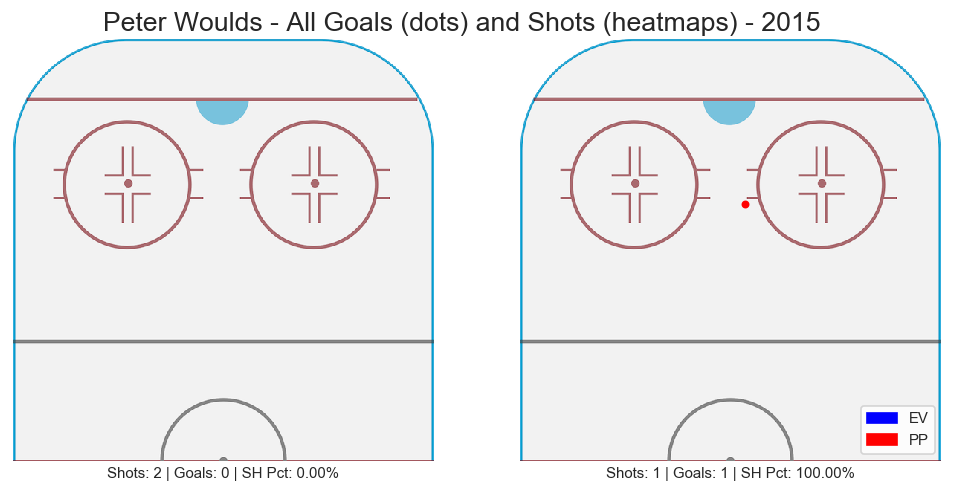 Peter Woulds - All Goals (dots) and Shots (heatmaps) - 2015
EV
PP
Shots: 2 | Goals: 0 | SH Pct: 0.00%
Shots: 1 | Goals: 1 | SH Pct: 100.00%